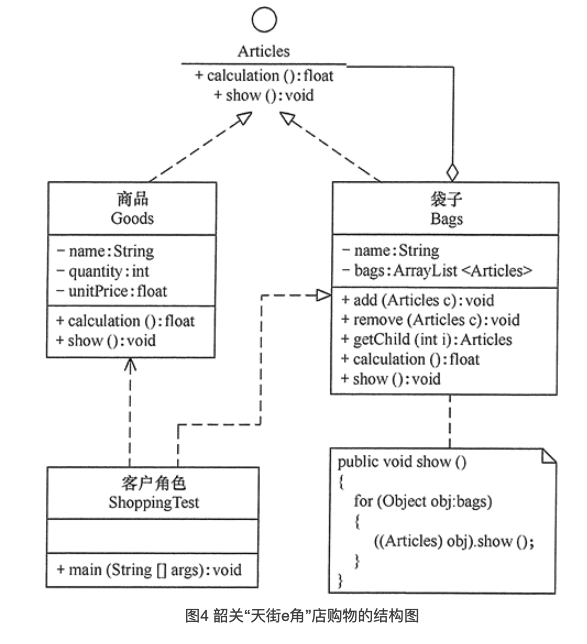 Articles
+ calculation ():float
+ show ():void
商品
Goods
- name:String
- quantity:int
- unitPrice:float
+ calculation ():float
+ show ():void
袋子
Bags
- name:String
- bags:ArrayList <Articles>
+ add (Articles c):void
+ remove (Articles c):void
+ getChild (int i):Articles
+ calculation ():float
+ show ():void
客户角色
ShoppingTest
+ main (String [] args):void
public void show ()
{
for (Object obj:bags)
{
((Articles) obj).show ();
}
}
图4 韶关“天街e角”店购物的结构图